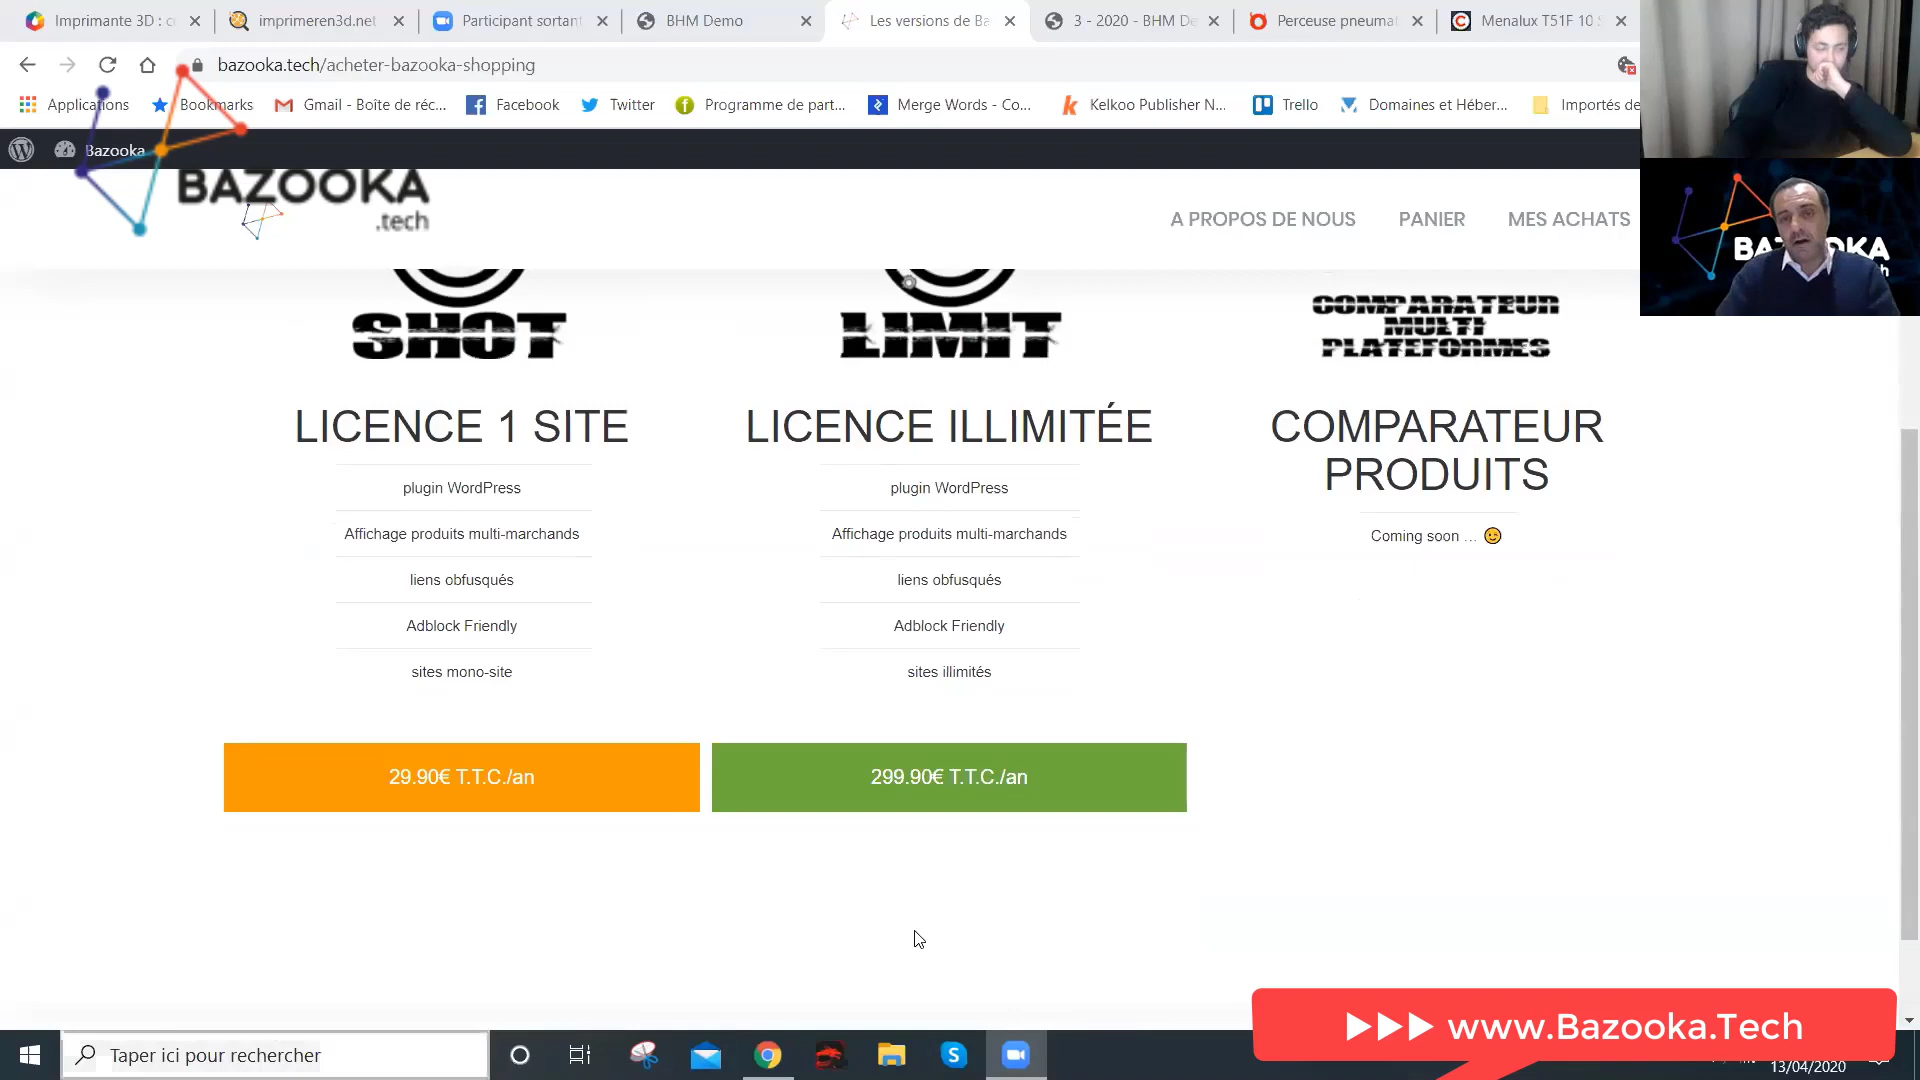 Imprimante 3D : c
imprimeren3d.net
Participant sortant
BHM Demo
Les versions de Ba
3 - 2020 - BHM De
Perceuse pneumat
Menalux T51F 10 S
bazooka.tech/acheter-bazooka-shopping
Applications
Bookmarks
Gmail - Boîte de réc...
Facebook
Twitter
Programme de part...
Merge Words - Co...
Kelkoo Publisher N...
Trello
Domaines et Héber...
Importés de
Bazooka
BAZOOKA
.tech
A PROPOS DE NOUS
PANIER
MES ACHATS
SHOT
LIMIT
COMPARATEUR
MULTI
PLATEFORMES
LICENCE 1 SITE
plugin WordPress
Affichage produits multi-marchands
liens obfusqués
Adblock Friendly
sites mono-site
29.90€ T.T.C./an
LICENCE ILLIMITÉE
plugin WordPress
Affichage produits multi-marchands
liens obfusqués
Adblock Friendly
sites illimités
299.90€ T.T.C./an
COMPARATEUR
PRODUITS
Coming soon … 😉
www.Bazooka.Tech
Taper ici pour rechercher
13/04/2020